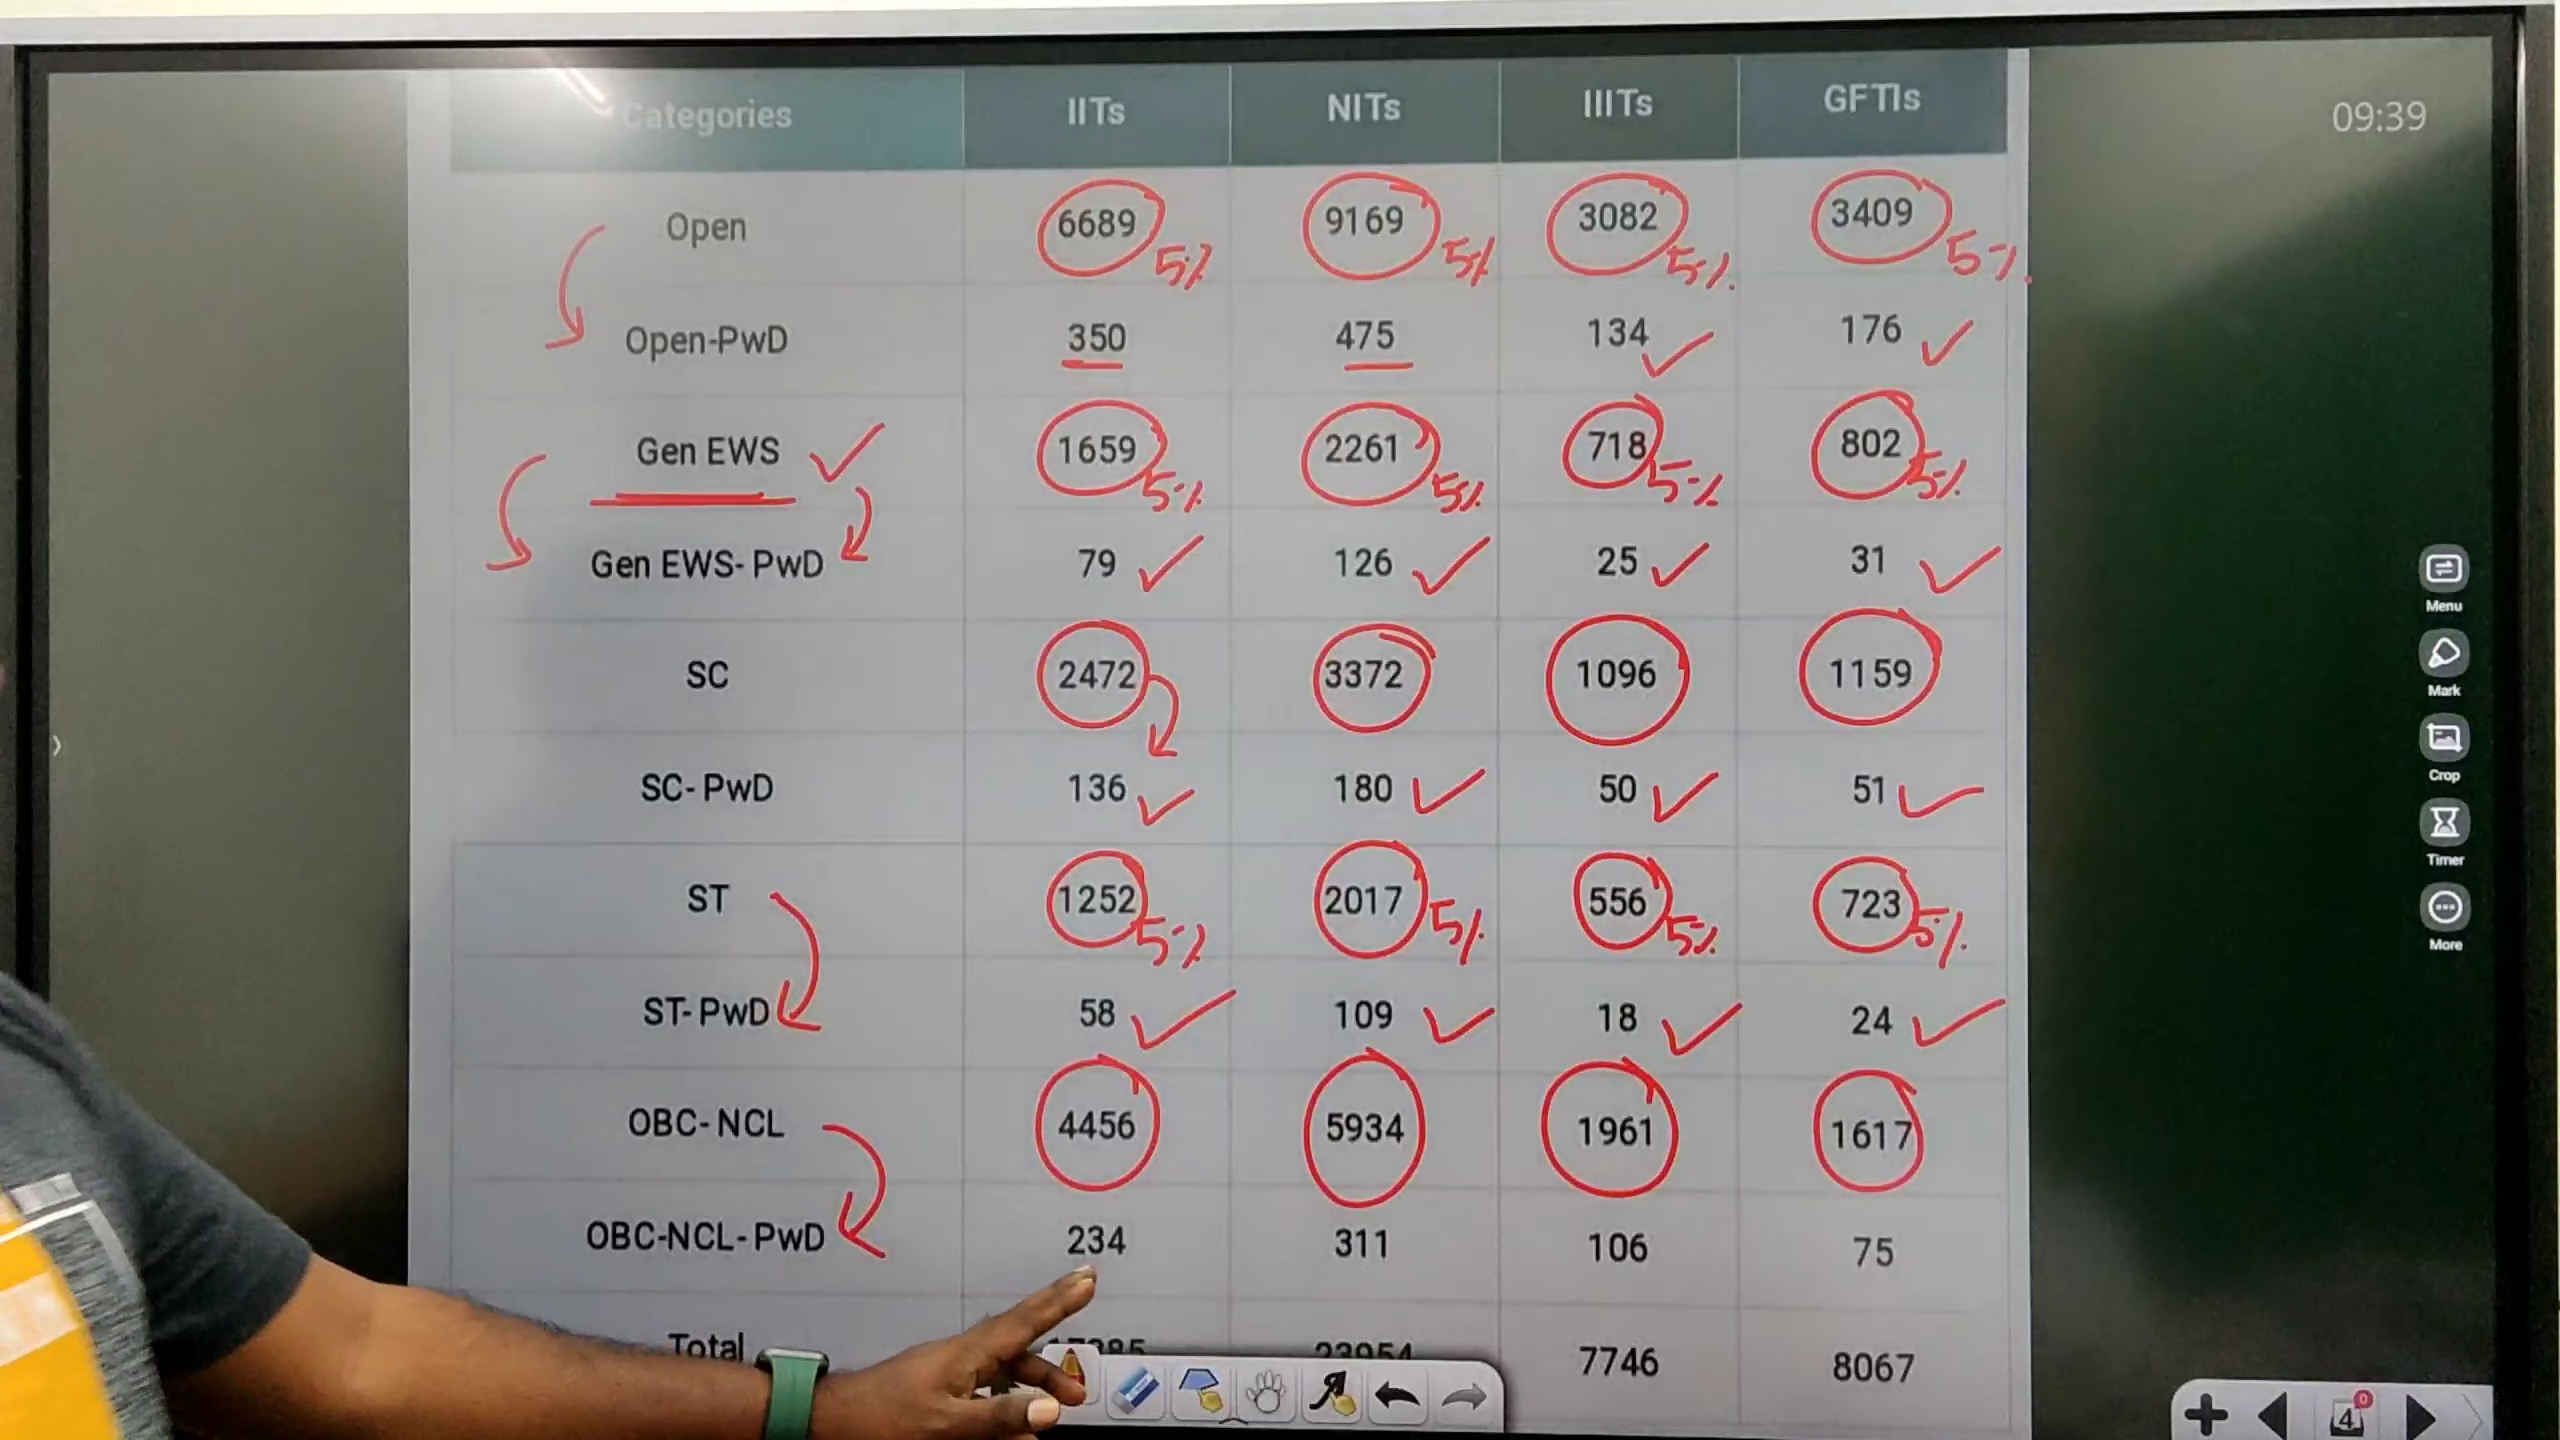 Categories IITs NITs IIITs GFTIs
09:39
Open 6689 9169 3082 3409
5% 5% 5% 5%
Open-PwD 350 475 134 176
Gen EWS 1659 2261 718 802
5% 5% 5% 5%
Gen EWS- PwD 79 126 25 31
SC 2472 3372 1096 1159
SC- PwD 136 180 50 51
ST 1252 2017 556 723
5% 5% 5% 5%
ST- PwD 58 109 18 24
OBC- NCL 4456 5934 1961 1617
OBC-NCL- PwD 234 311 106 75
Total 23954 7746 8067
Menu
Mark
Crop
Timer
More
4
0